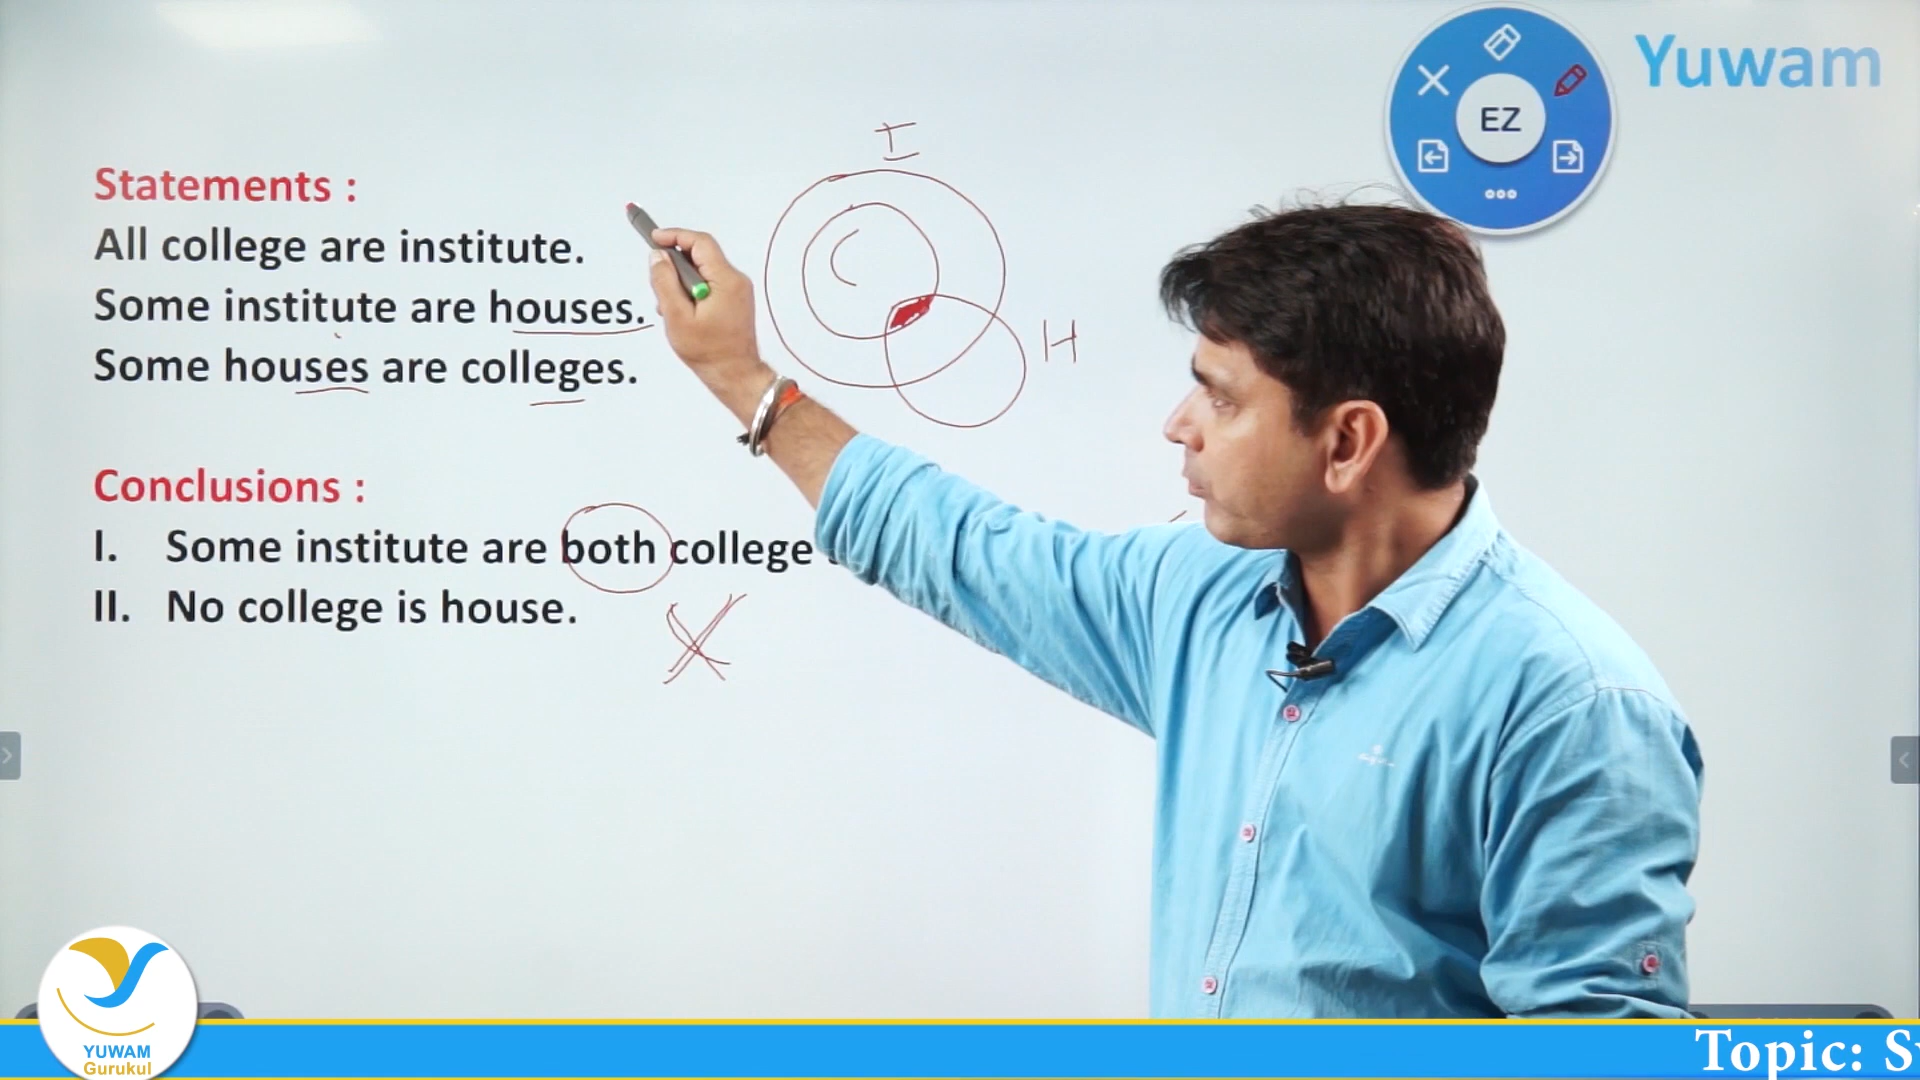 Yuwam
EZ
I
Statements :
All college are institute.
C
Some institute are houses.
H
Some houses are colleges.
Conclusions :
I. Some institute are both college
II. No college is house.
YUWAM
Gurukul
Topic: